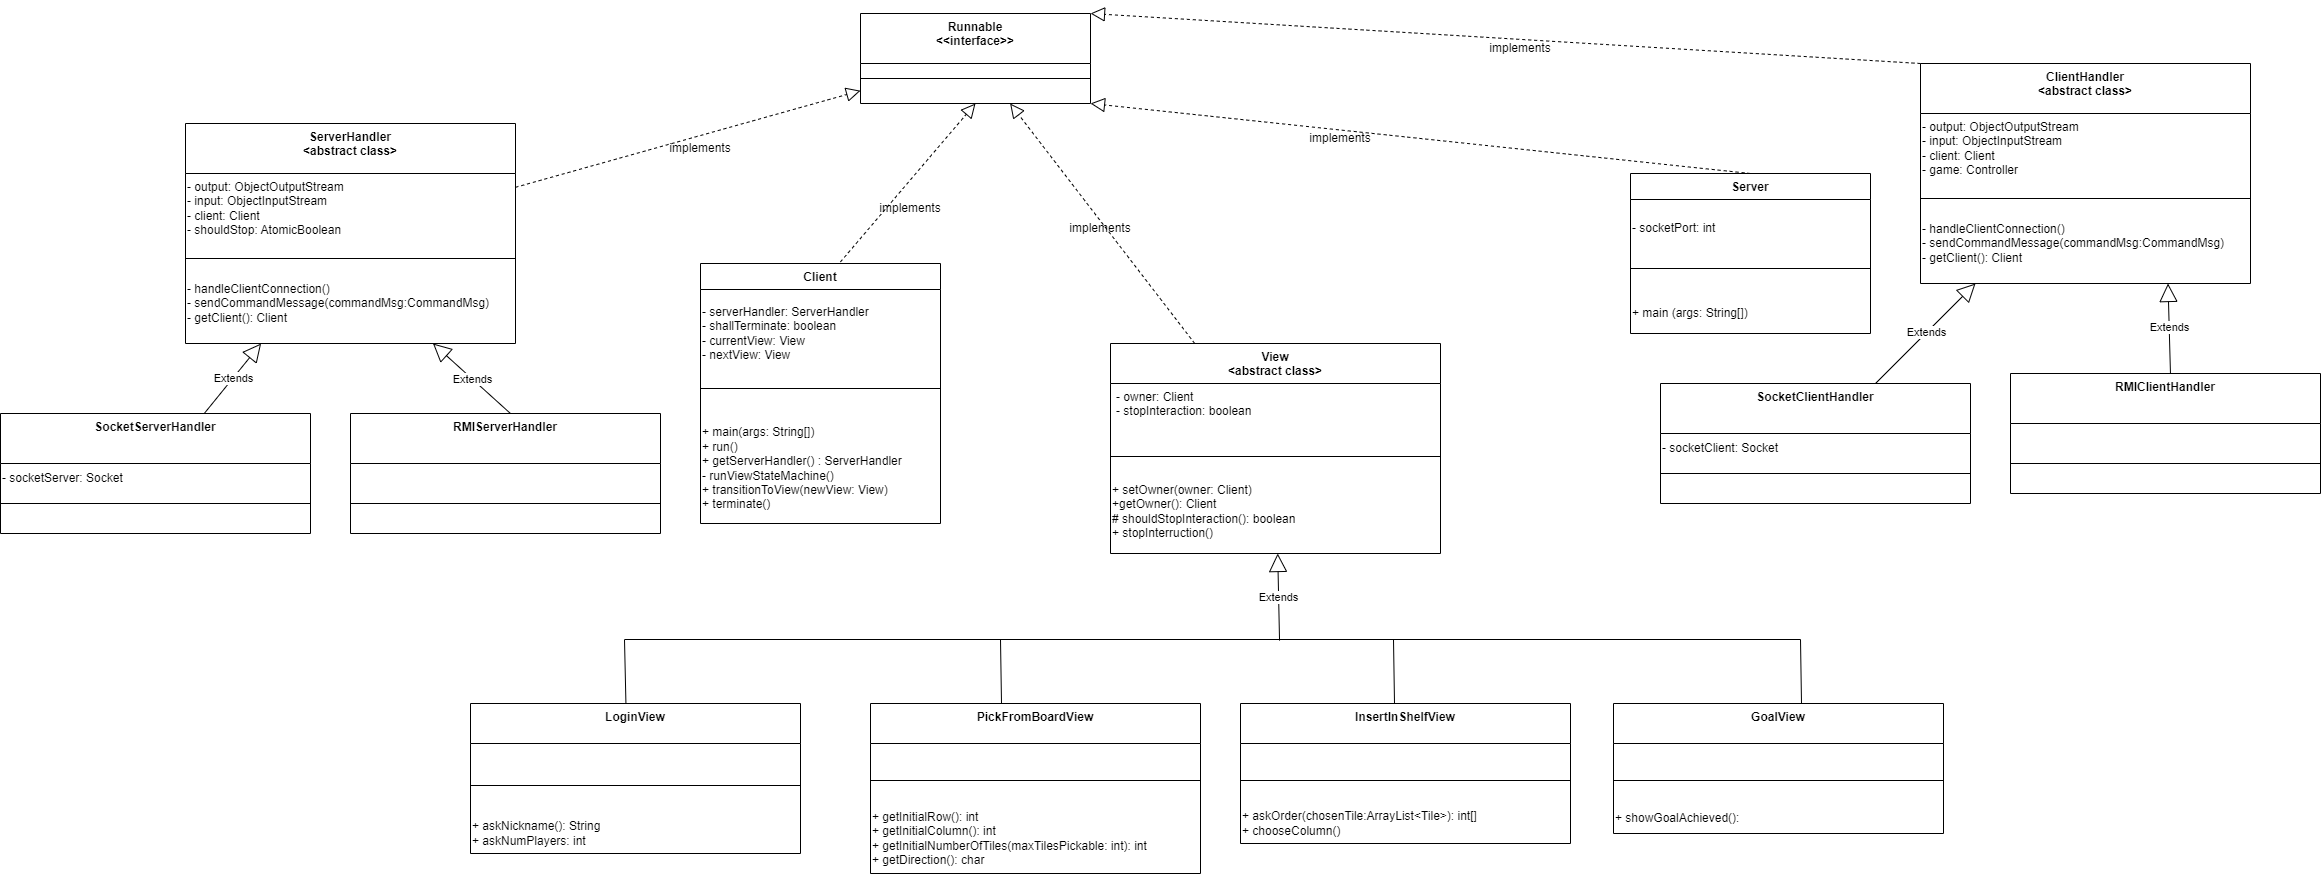 Runnable
<<interface>>
implements
ClientHandler
<abstract class>
- output: ObjectOutputStream
- input: ObjectInputStream
- client: Client
- game: Controller
- handleClientConnection()
- sendCommandMessage(commandMsg:CommandMsg)
- getClient(): Client
ServerHandler
<abstract class>
- output: ObjectOutputStream
- input: ObjectInputStream
- client: Client
- shouldStop: AtomicBoolean
- handleClientConnection()
- sendCommandMessage(commandMsg:CommandMsg)
- getClient(): Client
implements
implements
implements
implements
Server
- socketPort: int
+ main (args: String[])
Client
- serverHandler: ServerHandler
- shallTerminate: boolean
- currentView: View
- nextView: View
+ main(args: String[])
+ run()
+ getServerHandler() : ServerHandler
- runViewStateMachine()
+ transitionToView(newView: View)
+ terminate()
View
<abstract class>
- owner: Client
- stopInteraction: boolean
+ setOwner(owner: Client)
+getOwner(): Client
# shouldStopInteraction(): boolean
+ stopInterruction()
Extends
Extends
Extends
Extends
SocketServerHandler
- socketServer: Socket
RMIServerHandler
SocketClientHandler
- socketClient: Socket
RMIClientHandler
Extends
LoginView
+ askNickname(): String
+ askNumPlayers: int
PickFromBoardView
+ getInitialRow(): int
+ getInitialColumn(): int
+ getInitialNumberOfTiles(maxTilesPickable: int): int
+ getDirection(): char
InsertInShelfView
+ askOrder(chosenTile:ArrayList<Tile>): int[]
+ chooseColumn()
GoalView
+ showGoalAchieved():